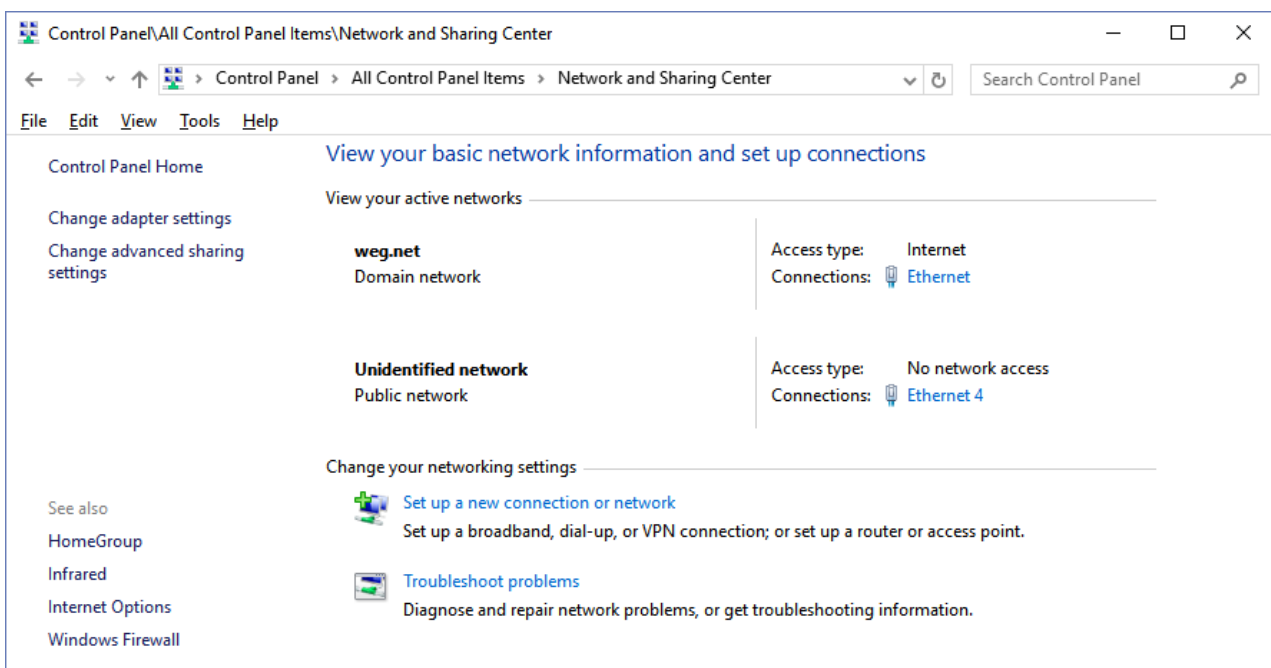 Control Panel\All Control Panel Items\Network and Sharing Center
Control Panel > All Control Panel Items > Network and Sharing Center
Search Control Panel
File Edit View Tools Help
Control Panel Home
Change adapter settings
Change advanced sharing
settings
See also
HomeGroup
Infrared
Internet Options
Windows Firewall
View your basic network information and set up connections
View your active networks
weg.net
Domain network
Access type: Internet
Connections: Ethernet
Unidentified network
Public network
Access type: No network access
Connections: Ethernet 4
Change your networking settings
Set up a new connection or network
Set up a broadband, dial-up, or VPN connection; or set up a router or access point.
Troubleshoot problems
Diagnose and repair network problems, or get troubleshooting information.